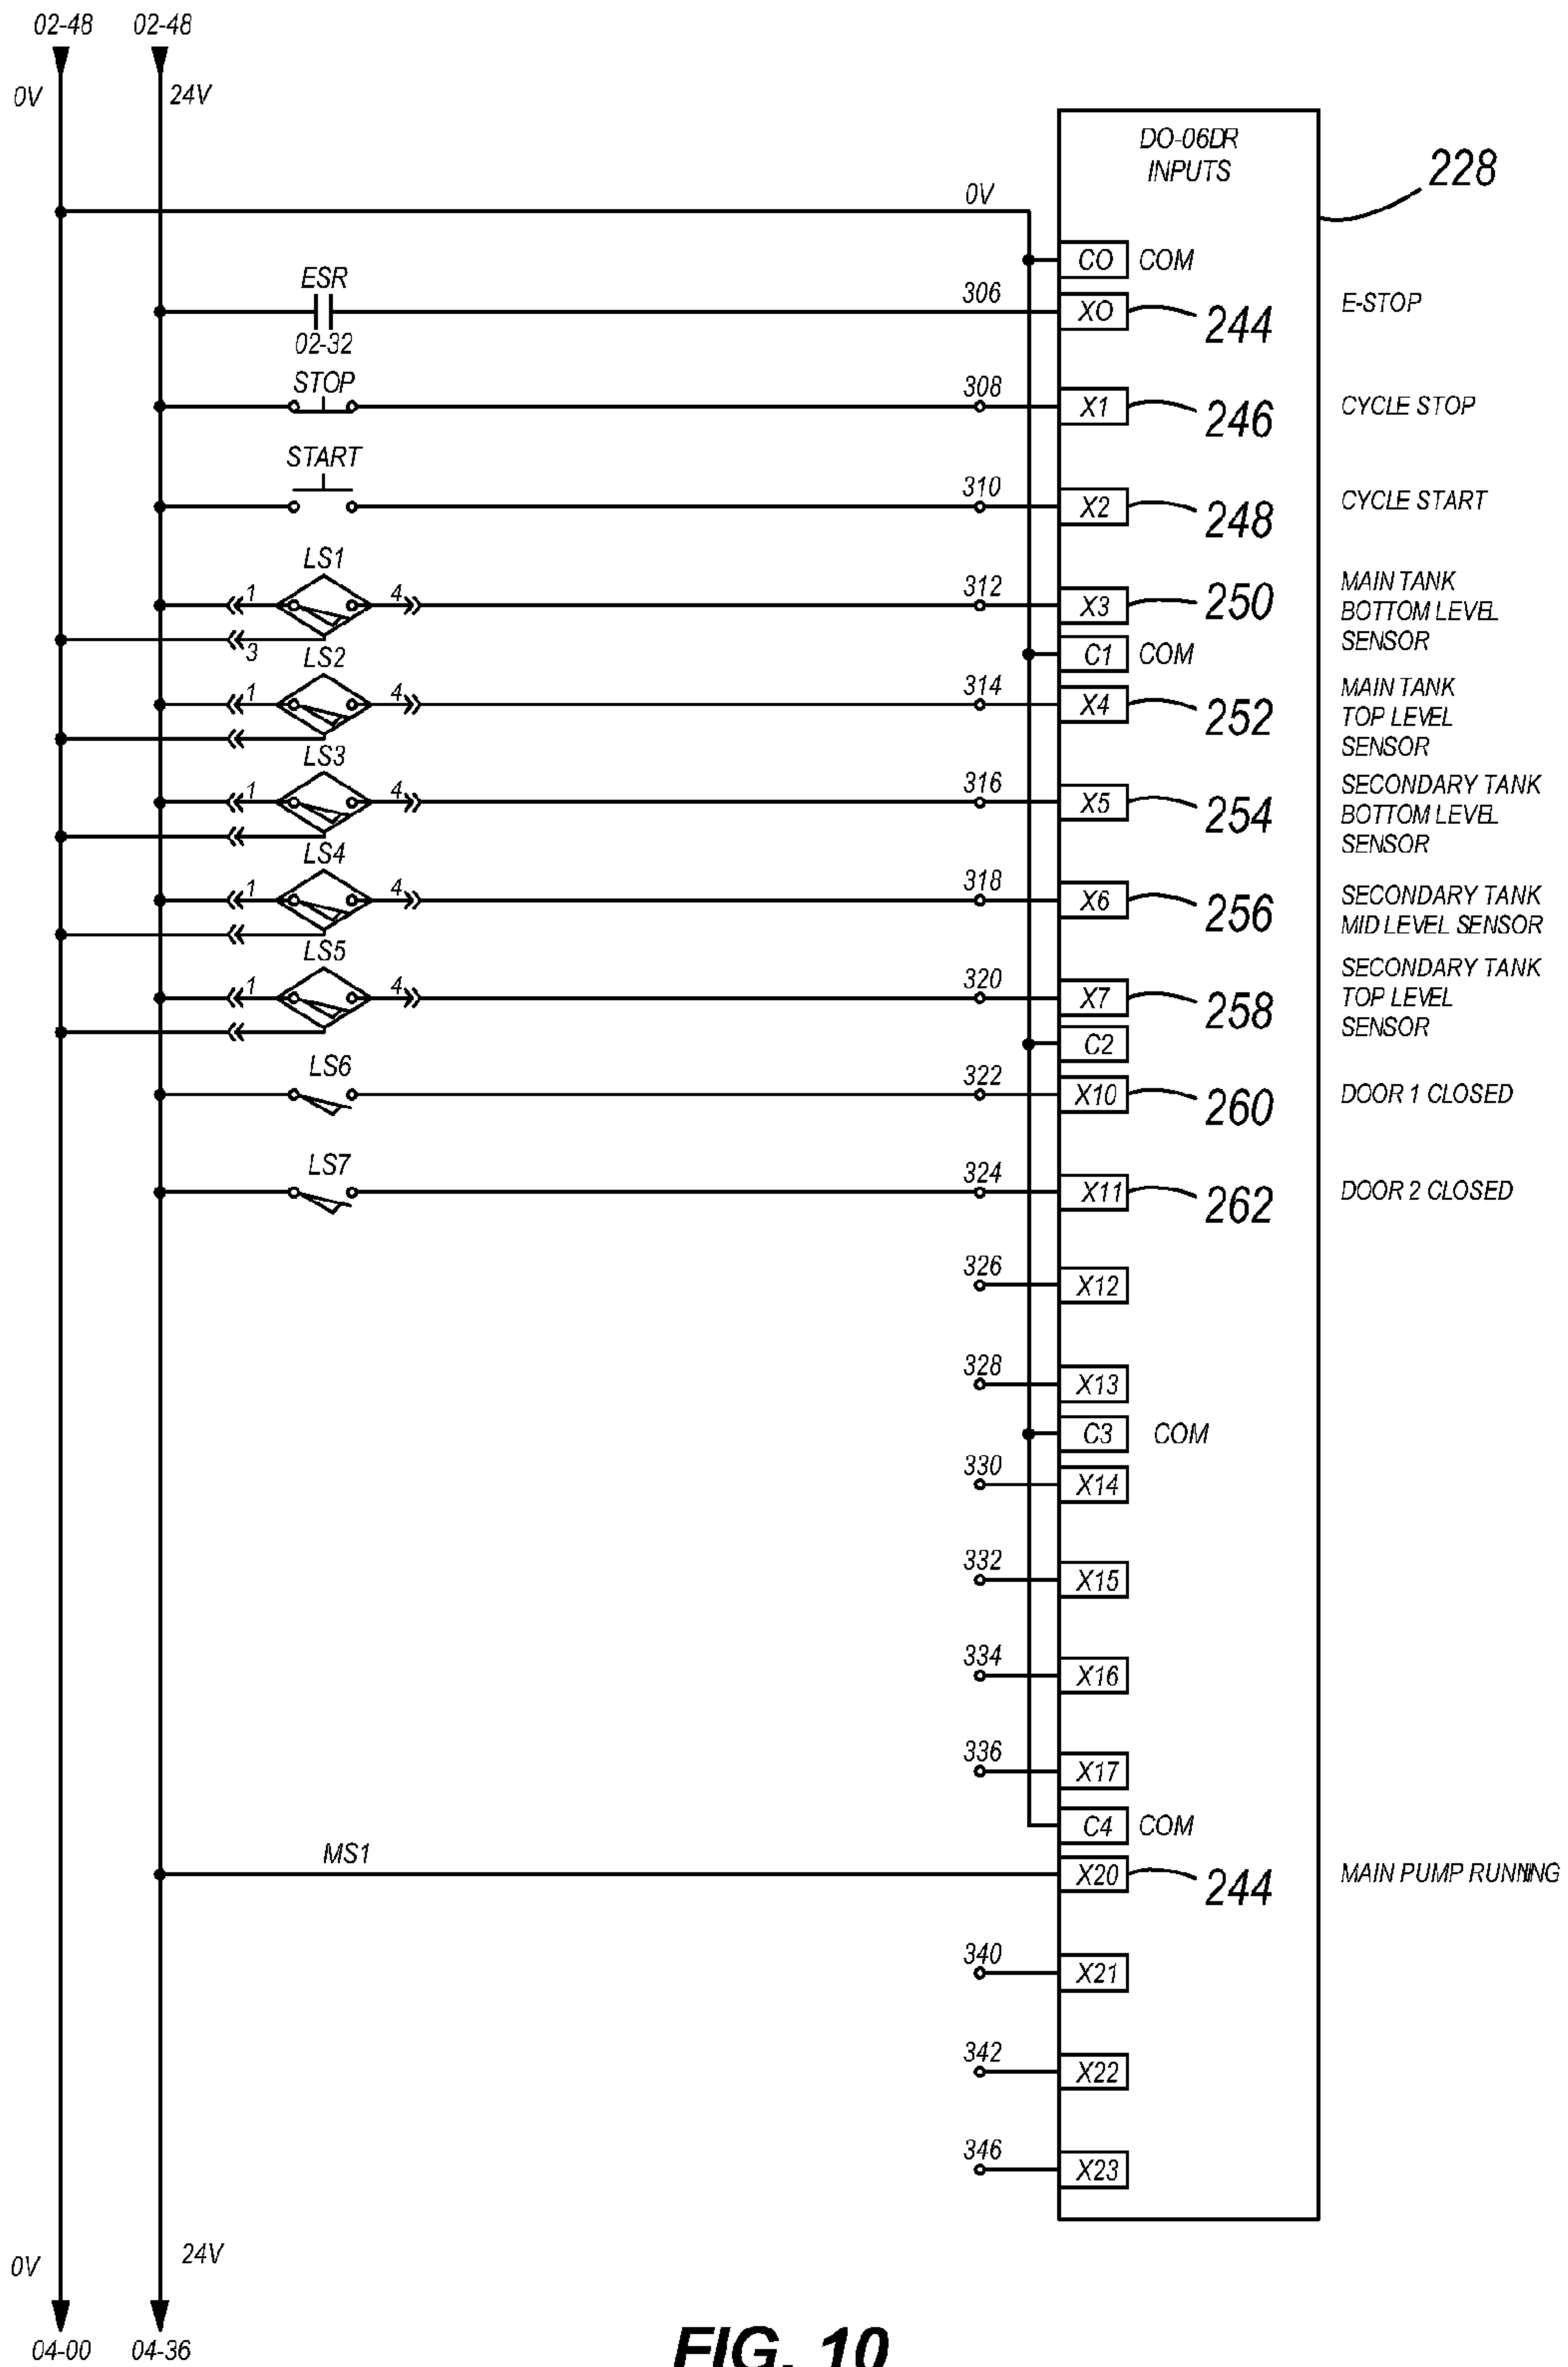 02-48 02-48
0V 24V
DO-06DR
INPUTS
228
0V
CO COM
ESR
306 XO 244 E-STOP
02-32
STOP
308 X1 246 CYCLE STOP
START
310 X2 248 CYCLE START
LS1
1 4 312 X3 250
MAIN TANK
BOTTOM LEVEL
SENSOR
3
C1 COM
LS2
1 4 314 X4 252
MAIN TANK
TOP LEVEL
SENSOR
LS3
1 4 316 X5 254
SECONDARY TANK
BOTTOM LEVEL
SENSOR
LS4
1 4 318 X6 256
SECONDARY TANK
MID LEVEL SENSOR
LS5
1 4 320 X7 258
SECONDARY TANK
TOP LEVEL
SENSOR
C2
LS6
322 X10 260 DOOR 1 CLOSED
LS7
324 X11 262 DOOR 2 CLOSED
326 X12
328 X13
C3 COM
330 X14
332 X15
334 X16
336 X17
C4 COM
MS1
X20 244 MAIN PUMP RUNNING
340 X21
342 X22
346 X23
0V 24V
04-00 04-36
FIG. 10